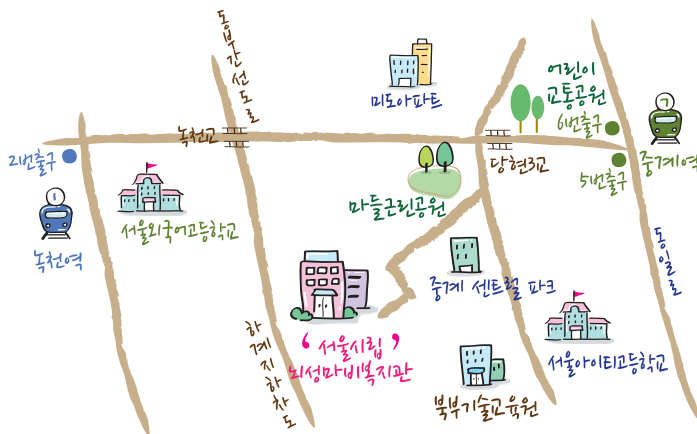 동부간선도로
미도아파트
어린이
교통공원
6번출구
7
중계역
녹천교
2번출구
당현3교
5번출구
1
마들근린공원
서울외국어고등학교
녹천역
동일로
중계 센트럴 파크
하계지하차도
‘ 서울시립 ’
뇌성마비복지관
서울아이티고등학교
북부기술교육원